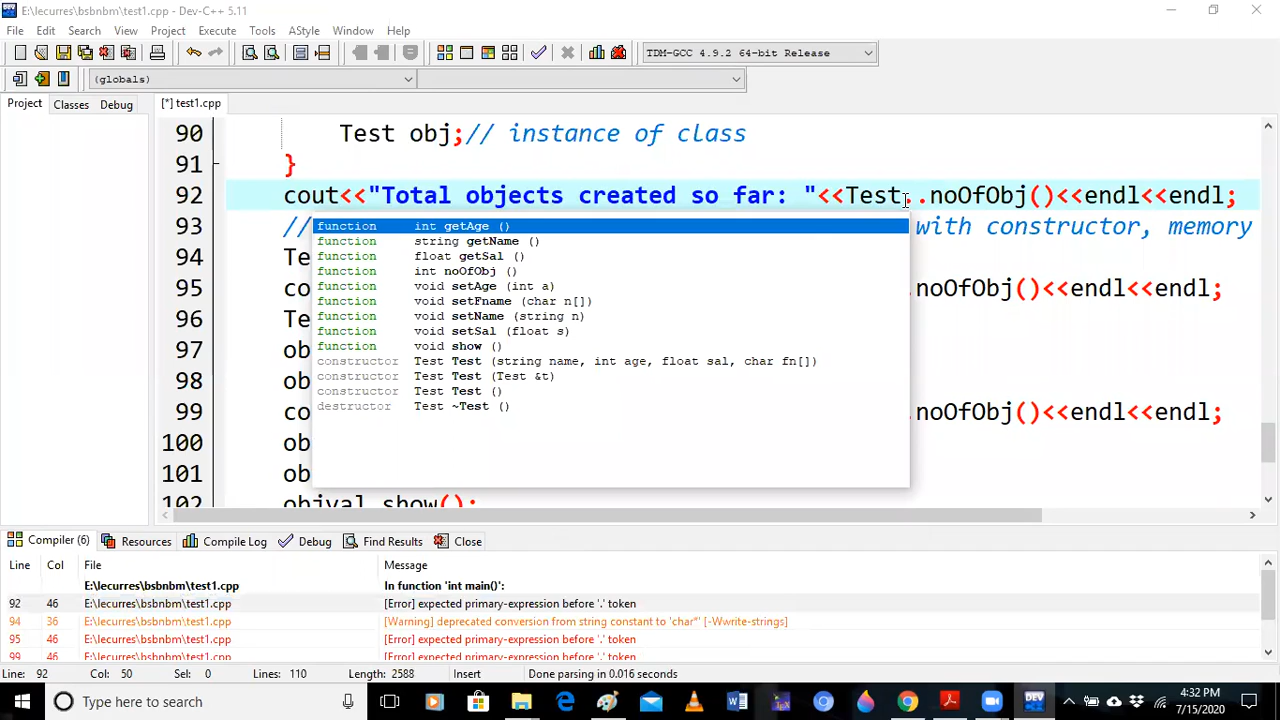 E:\lecurres\bsbnbm\test1.cpp - Dev-C++ 5.11
File Edit Search View Project Execute Tools AStyle Window Help
TDM-GCC 4.9.2 64-bit Release
(globals)
Project Classes Debug [*] test1.cpp
90 Test obj;// instance of class
91 }
92 cout<<"Total objects created so far: "<<Test..noOfObj()<<endl<<endl;
93 // with constructor, memory
94 Te
95 co .noOfObj()<<endl<<endl;
96 Te
97 ob
98 ob
99 co .noOfObj()<<endl<<endl;
100 ob
101 ob
102 obival show();
function int getAge ()
function string getName ()
function float getSal ()
function int noOfObj ()
function void setAge (int a)
function void setFname (char n[])
function void setName (string n)
function void setSal (float s)
function void show ()
constructor Test Test (string name, int age, float sal, char fn[])
constructor Test Test (Test &t)
constructor Test Test ()
destructor Test ~Test ()
Compiler (6) Resources Compile Log Debug Find Results Close
Line Col File Message
E:\lecurres\bsbnbm\test1.cpp In function 'int main()':
92 46 E:\lecurres\bsbnbm\test1.cpp [Error] expected primary-expression before '.' token
94 36 E:\lecurres\bsbnbm\test1.cpp [Warning] deprecated conversion from string constant to 'char*' [-Wwrite-strings]
95 46 E:\lecurres\bsbnbm\test1.cpp [Error] expected primary-expression before '.' token
99 46 E:\lecurres\bsbnbm\test1.cpp [Error] expected primary-expression before '.' token
Line: 92 Col: 50 Sel: 0 Lines: 110 Length: 2588 Insert Done parsing in 0.016 seconds
Type here to search
DEV
4:32 PM
7/15/2020